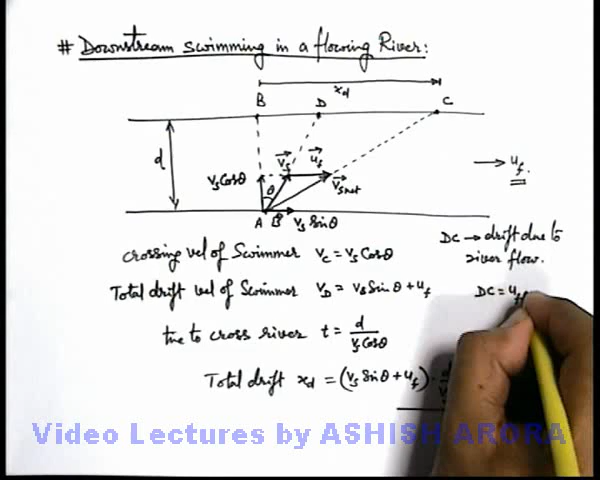 # Downstream swimming in a flowing River:
x_d
B D C
d
v_s Cosθ
θ
v_s→ u_f→
v_snet→
→ u_f.
A
v_s Sinθ
crossing vel of Swimmer v_c = v_s Cosθ
DC → drift due to
river flow.
Total drift vel of Swimmer v_D = v_s Sinθ + u_f
DC = u_f
time to cross river t = d / v_s Cosθ
Total drift x_d = (v_s Sinθ + u_f) ·
Video Lectures by ASHISH ARORA